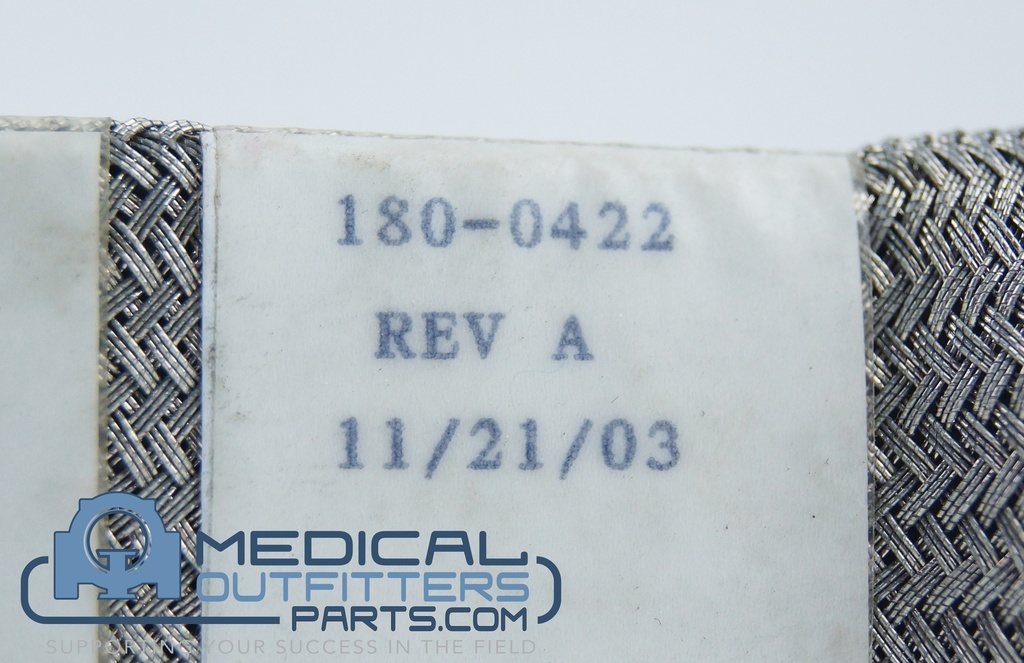 180-0422
REV A
11/21/03
MEDICAL
OUTFITTERS
PARTS.COM
SUPPORTING YOUR SUCCESS IN THE FIELD